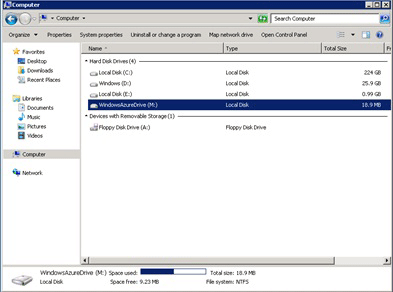 Computer
Computer
Search Computer
Organize Properties System properties Uninstall or change a program Map network drive Open Control Panel
Favorites
Desktop
Downloads
Recent Places
Libraries
Documents
Music
Pictures
Videos
Computer
Network
Name Type Total Size
Hard Disk Drives (4)
Local Disk (C:) Local Disk 224 GB
Windows (D:) Local Disk 25.9 GB
Local Disk (E:) Local Disk 0.99 GB
WindowsAzureDrive (M:) Local Disk 18.9 MB
Devices with Removable Storage (1)
Floppy Disk Drive (A:) Floppy Disk Drive
WindowsAzureDrive (M:) Space used: Total size: 18.9 MB
Local Disk Space free: 9.23 MB File system: NTFS